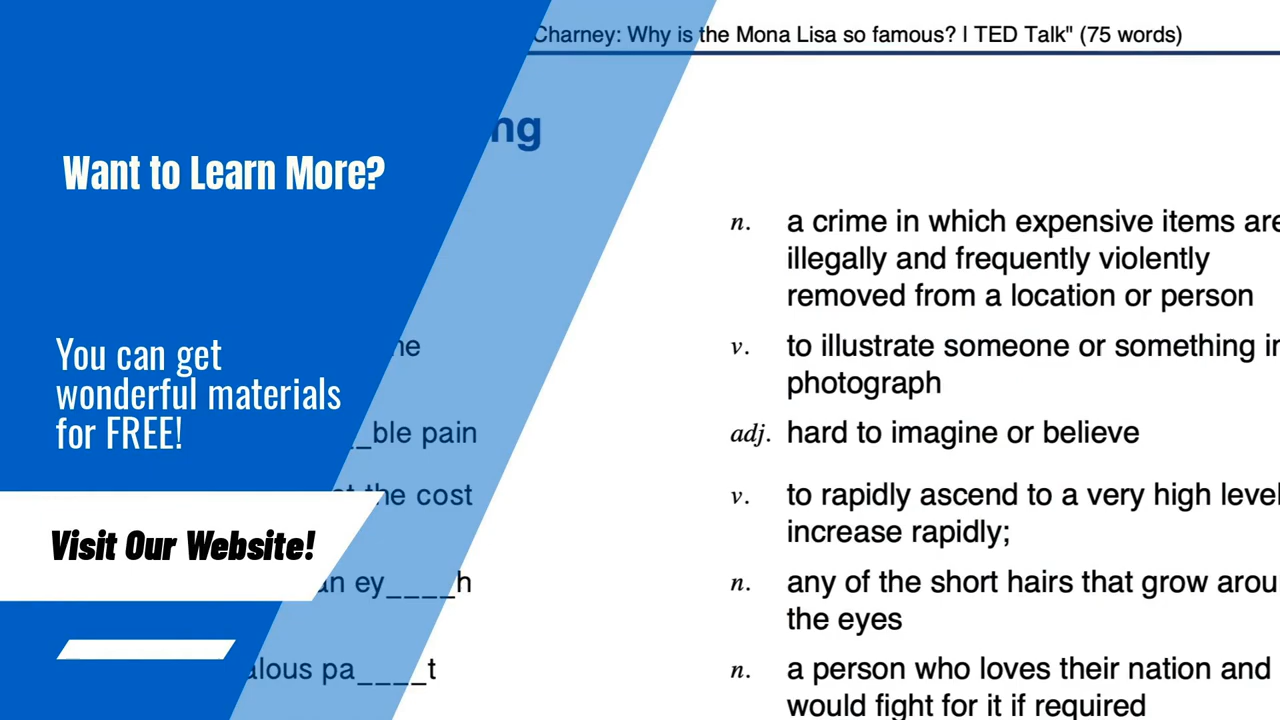 Charney: Why is the Mona Lisa so famous? | TED Talk" (75 words)
ng
Want to Learn More?
You can get
wonderful materials
for FREE!
Visit Our Website!
n. a crime in which expensive items are
illegally and frequently violently
removed from a location or person
he
v. to illustrate someone or something in
photograph
_ble pain
adj. hard to imagine or believe
the cost
v. to rapidly ascend to a very high level
increase rapidly;
an ey____h
n. any of the short hairs that grow arou
the eyes
alous pa____t
n. a person who loves their nation and
would fight for it if required